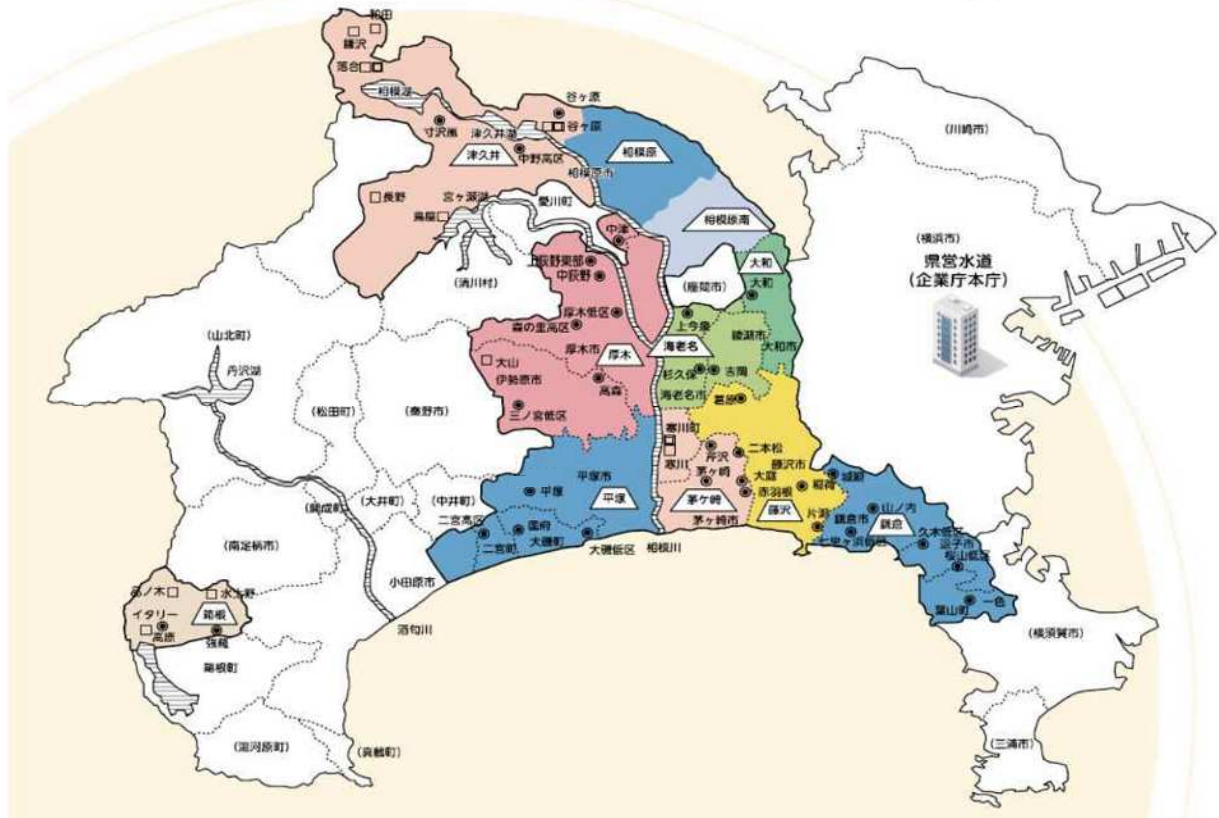 和田
鎌沢
落合
相模湖
谷ヶ原
谷ヶ原
寸沢嵐
津久井湖
津久井
中野高区
相模原
相模原市
(川崎市)
長野
宮ヶ瀬湖
愛川町
鳥屋
中津
相模原南
(横浜市)
県営水道
(企業庁本庁)
上荻野東部
中荻野
(清川村)
(座間市)
大和
大和
厚木低区
森の里高区
上今泉
綾瀬市
大和市
(山北町)
厚木市
厚木
海老名
大山
伊勢原市
杉久保
吉岡
丹沢湖
高森
海老名市
葛原
(松田町)
(秦野市)
三ノ宮低区
寒川町
寒川
芹沢
二本松
藤沢市
平塚市
茅ヶ崎
大庭
城廻
(大井町)
(中井町)
平塚
平塚
赤羽根
稲荷
(開成町)
茅ケ崎
茅ヶ崎市
藤沢
片瀬
山ノ内
鎌倉市
鎌倉
久木低区
二宮高区
国府
(南足柄市)
二宮町
大磯町
大磯低区
相模川
七里ヶ浜低区
逗子市
桜山低区
小田原市
品ノ木
水土野
箱根
イタリー
高原
強羅
酒匂川
一色
葉山町
(横須賀市)
箱根町
(湯河原町)
(真鶴町)
(三浦市)